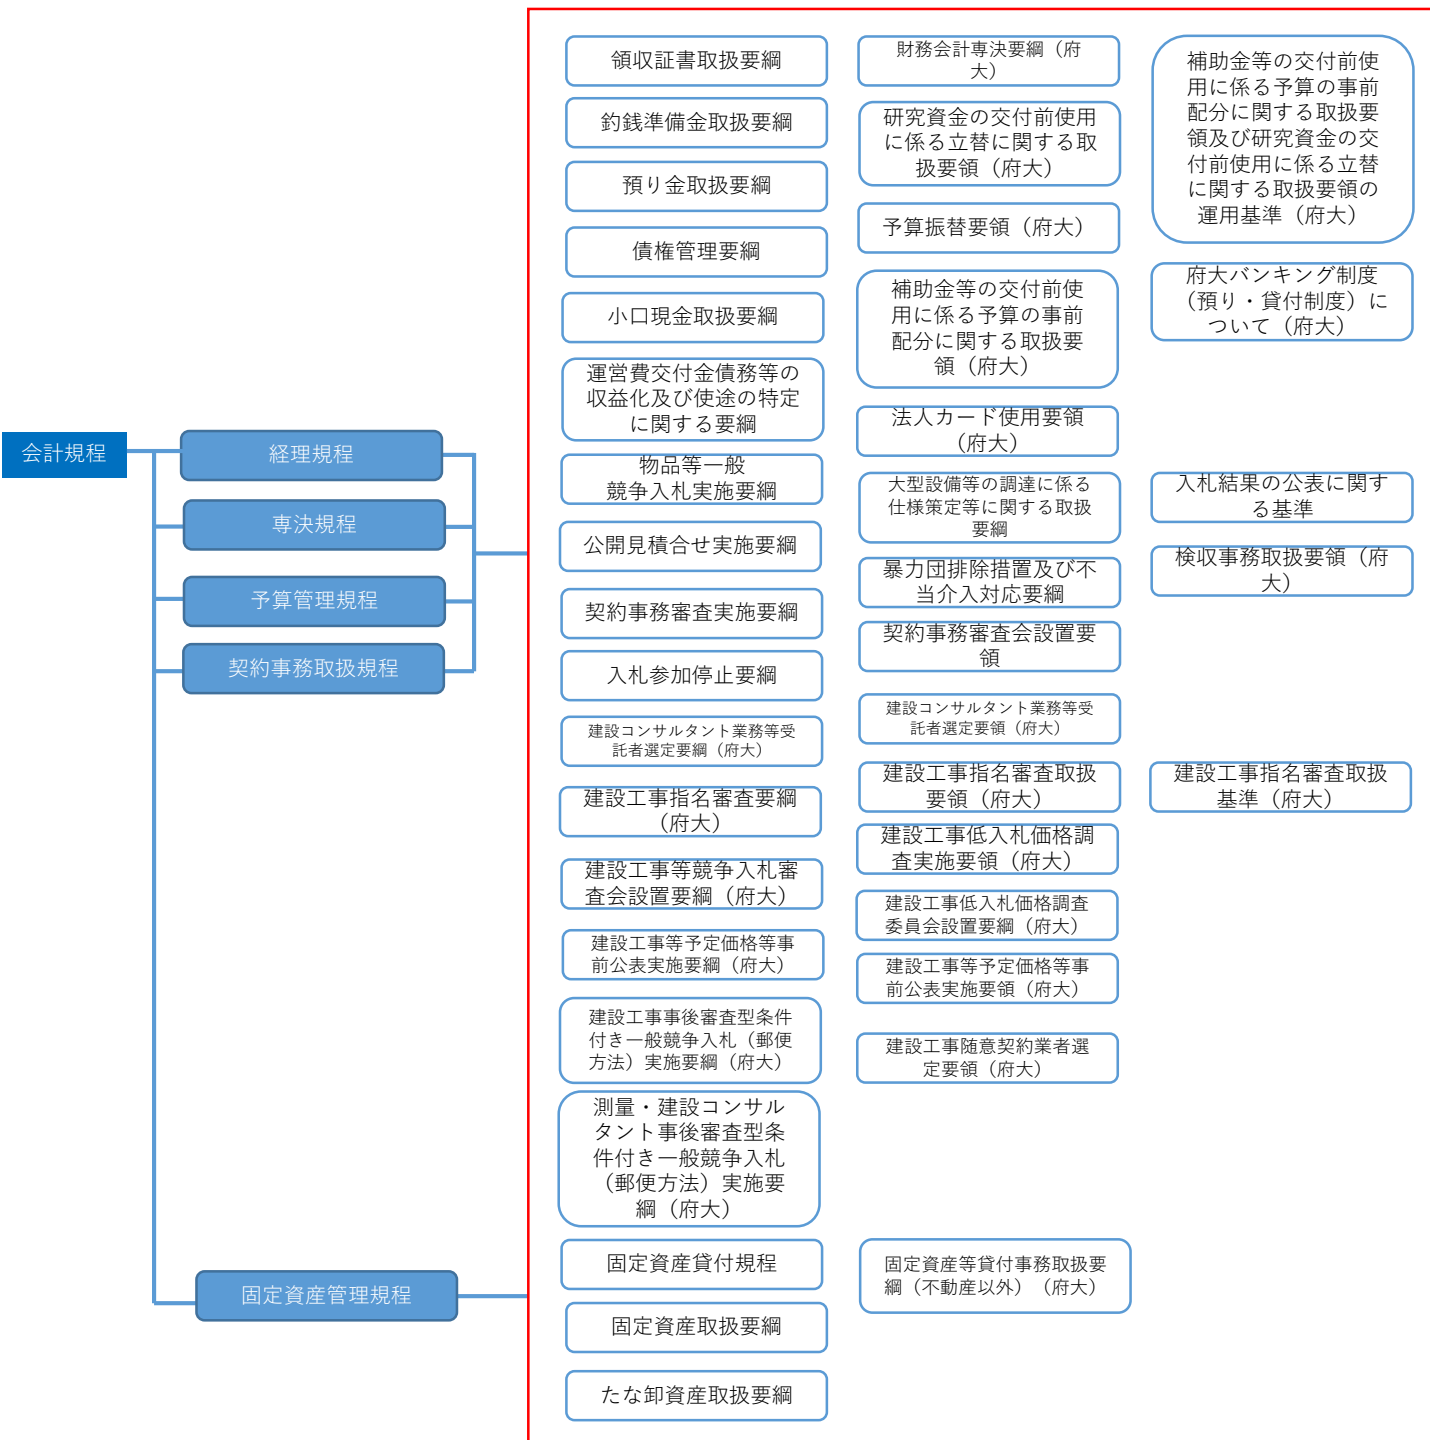 会計規程
経理規程
専決規程
予算管理規程
契約事務取扱規程
固定資産管理規程
領収証書取扱要綱
釣銭準備金取扱要綱
預り金取扱要綱
債権管理要綱
小口現金取扱要綱
運営費交付金債務等の
収益化及び使途の特定
に関する要綱
物品等一般
競争入札実施要綱
公開見積合せ実施要綱
契約事務審査実施要綱
入札参加停止要綱
建設コンサルタント業務等受
託者選定要綱（府大）
建設工事指名審査要綱
（府大）
建設工事等競争入札審
査会設置要綱（府大）
建設工事等予定価格等事
前公表実施要綱（府大）
建設工事事後審査型条件
付き一般競争入札（郵便
方法）実施要綱（府大）
測量・建設コンサル
タント事後審査型条
件付き一般競争入札
（郵便方法）実施要
綱（府大）
固定資産貸付規程
固定資産取扱要綱
たな卸資産取扱要綱
財務会計専決要綱（府
大）
研究資金の交付前使用
に係る立替に関する取
扱要領（府大）
予算振替要領（府大）
補助金等の交付前使
用に係る予算の事前
配分に関する取扱要
領（府大）
法人カード使用要領
（府大）
大型設備等の調達に係る
仕様策定等に関する取扱
要綱
暴力団排除措置及び不
当介入対応要綱
契約事務審査会設置要
領
建設コンサルタント業務等受
託者選定要領（府大）
建設工事指名審査取扱
要領（府大）
建設工事低入札価格調
査実施要領（府大）
建設工事低入札価格調査
委員会設置要綱（府大）
建設工事等予定価格等事
前公表実施要領（府大）
建設工事随意契約業者選
定要領（府大）
固定資産等貸付事務取扱要
綱（不動産以外）（府大）
補助金等の交付前使
用に係る予算の事前
配分に関する取扱要
領及び研究資金の交
付前使用に係る立替
に関する取扱要領の
運用基準（府大）
府大バンキング制度
（預り・貸付制度）に
ついて（府大）
入札結果の公表に関す
る基準
検収事務取扱要領（府
大）
建設工事指名審査取扱
基準（府大）